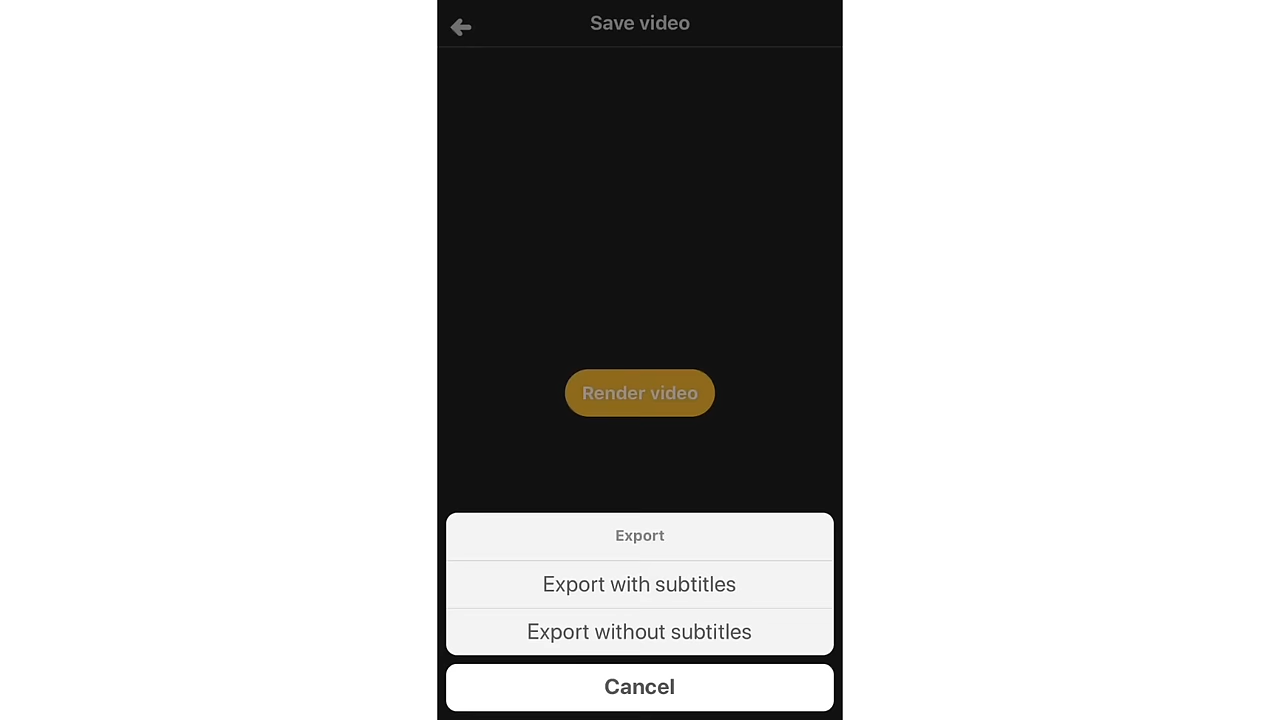 Save video
Render video
Export
Export with subtitles
Export without subtitles
Cancel